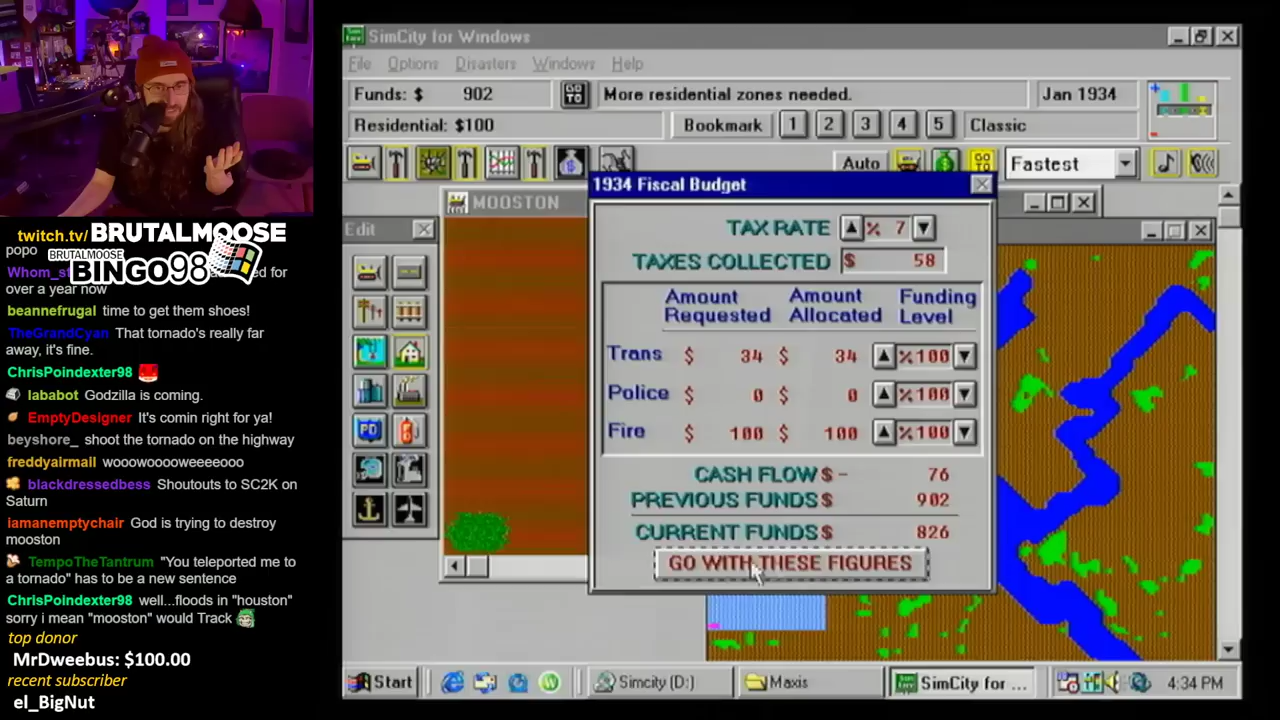 SimCity for Windows
File Options Disasters Windows Help
Funds: $ 902
GO TO
More residential zones needed.
Jan 1934
Residential: $100
Bookmark 1 2 3 4 5 Classic
Auto
GO TO
Fastest
1934 Fiscal Budget
MOOSTON
Edit
TAX RATE % 7
TAXES COLLECTED $ 58
Amount Requested
Amount Allocated
Funding Level
Trans $ 34 $ 34 %100
Police $ 0 $ 0 %100
Fire $ 100 $ 100 %100
CASH FLOW $ - 76
PREVIOUS FUNDS $ 902
CURRENT FUNDS $ 826
GO WITH THESE FIGURES
PD
Start
Simcity (D:)
Maxis
SimCity for ...
4:34 PM
twitch.tv/BRUTALMOOSE
BRUTALMOOSE
BINGO98
popo
for
over a year now
beannefrugal time to get them shoes!
TheGrandCyan That tornado's really far
away, it's fine.
ChrisPoindexter98
lababot Godzilla is coming.
EmptyDesigner It's comin right for ya!
beyshore_ shoot the tornado on the highway
freddyairmail wooowoooweeeeooo
blackdressedbess Shoutouts to SC2K on
Saturn
iamanemptychair God is trying to destroy
mooston
TempoTheTantrum "You teleported me to
a tornado" has to be a new sentence
ChrisPoindexter98 well...floods in "houston"
sorry i mean "mooston" would Track
top donor
MrDweebus: $100.00
recent subscriber
el_BigNut